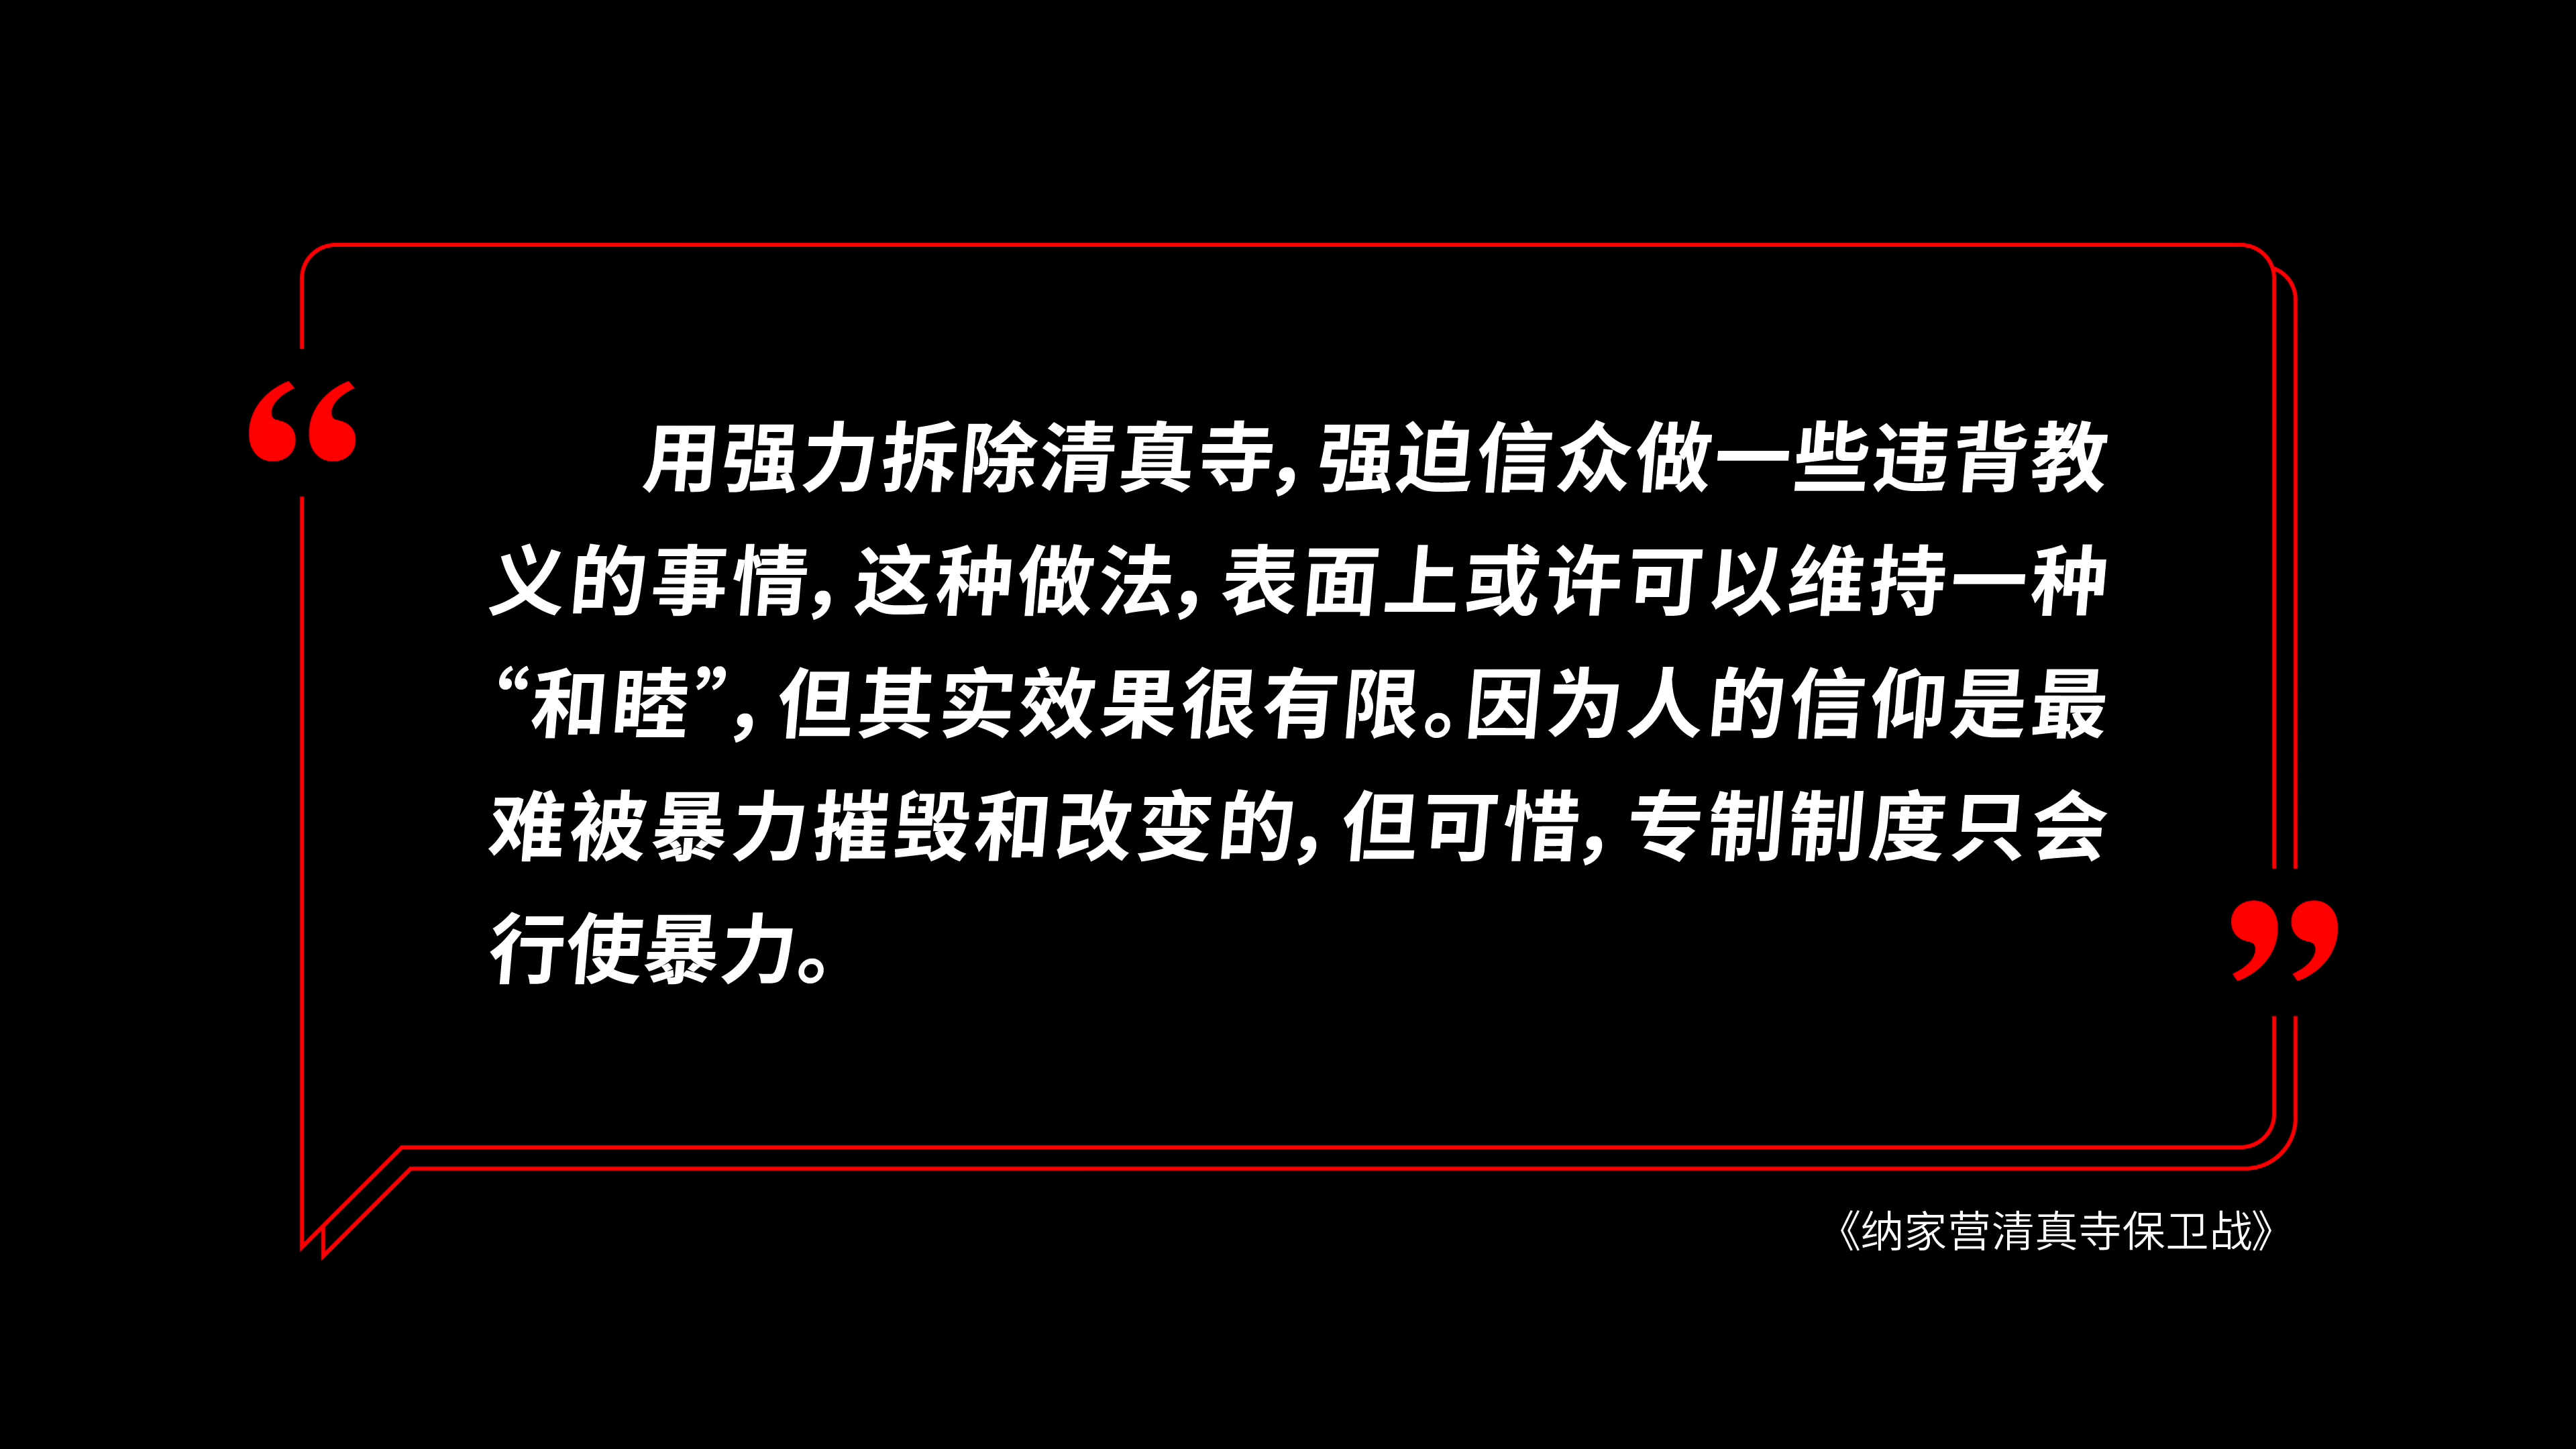 “
用强力拆除清真寺，强迫信众做一些违背教
义的事情，这种做法，表面上或许可以维持一种
“和睦”，但其实效果很有限。因为人的信仰是最
难被暴力摧毁和改变的，但可惜，专制制度只会
行使暴力。
”
《纳家营清真寺保卫战》